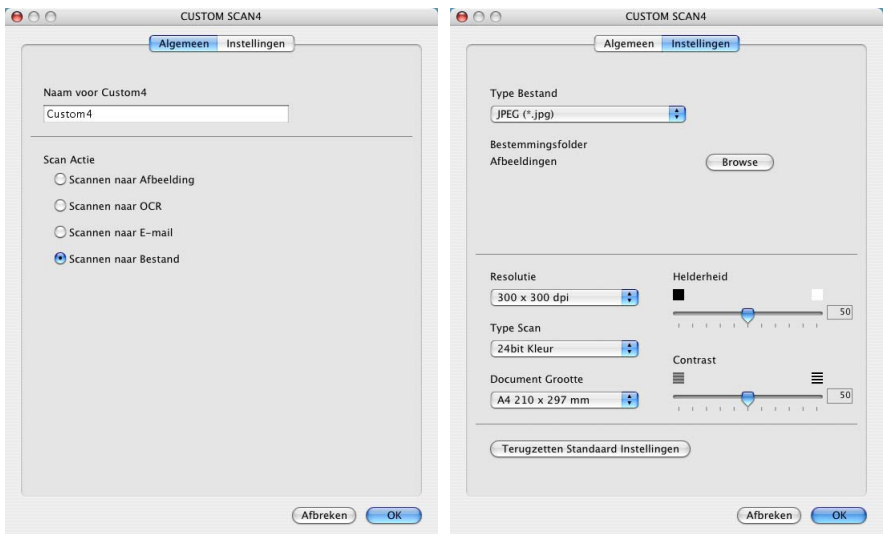 CUSTOM SCAN4
Algemeen Instellingen
Naam voor Custom4
Custom4
Scan Actie
Scannen naar Afbeelding
Scannen naar OCR
Scannen naar E-mail
Scannen naar Bestand
Afbreken OK
CUSTOM SCAN4
Algemeen Instellingen
Type Bestand
JPEG (*.jpg)
Bestemmingsfolder
Afbeeldingen Browse
Resolutie
300 x 300 dpi
Type Scan
24bit Kleur
Document Grootte
A4 210 x 297 mm
Helderheid
50
Contrast
50
Terugzetten Standaard Instellingen
Afbreken OK